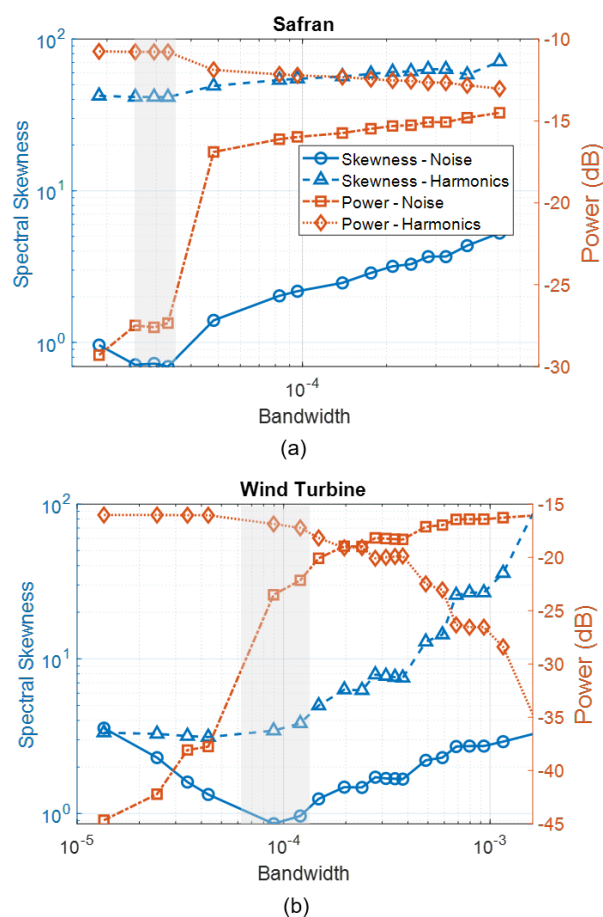 Safran
10^2
10^1
10^0
Spectral Skewness
-10
-15
-20
-25
-30
Power (dB)
Skewness - Noise
Skewness - Harmonics
Power - Noise
Power - Harmonics
10^-4
Bandwidth
(a)
Wind Turbine
10^2
10^1
10^0
Spectral Skewness
-15
-20
-25
-30
-35
-40
-45
Power (dB)
10^-5
10^-4
10^-3
Bandwidth
(b)